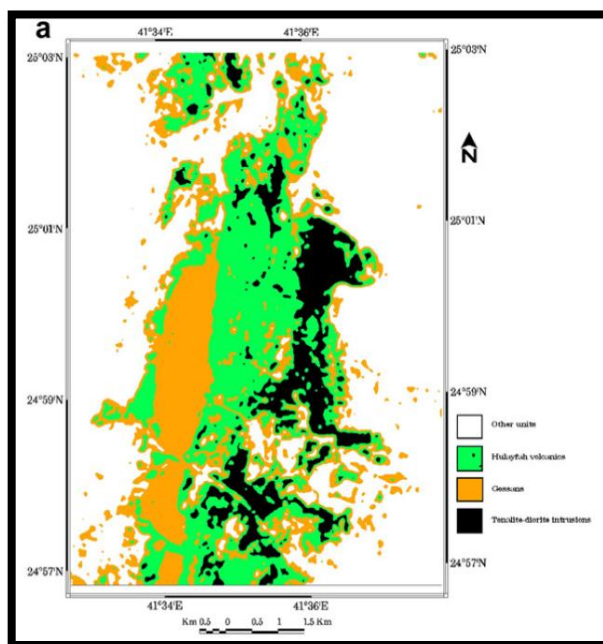 a
41°34'E 41°36'E
25°03'N 25°03'N
N
25°01'N 25°01'N
24°59'N 24°59'N
Other units
Hulayfah volcanics
Gossans
Tonalite-diorite intrusions
24°57'N 24°57'N
41°34'E 41°36'E
Km 0.5 0 0.5 1 1.5 Km